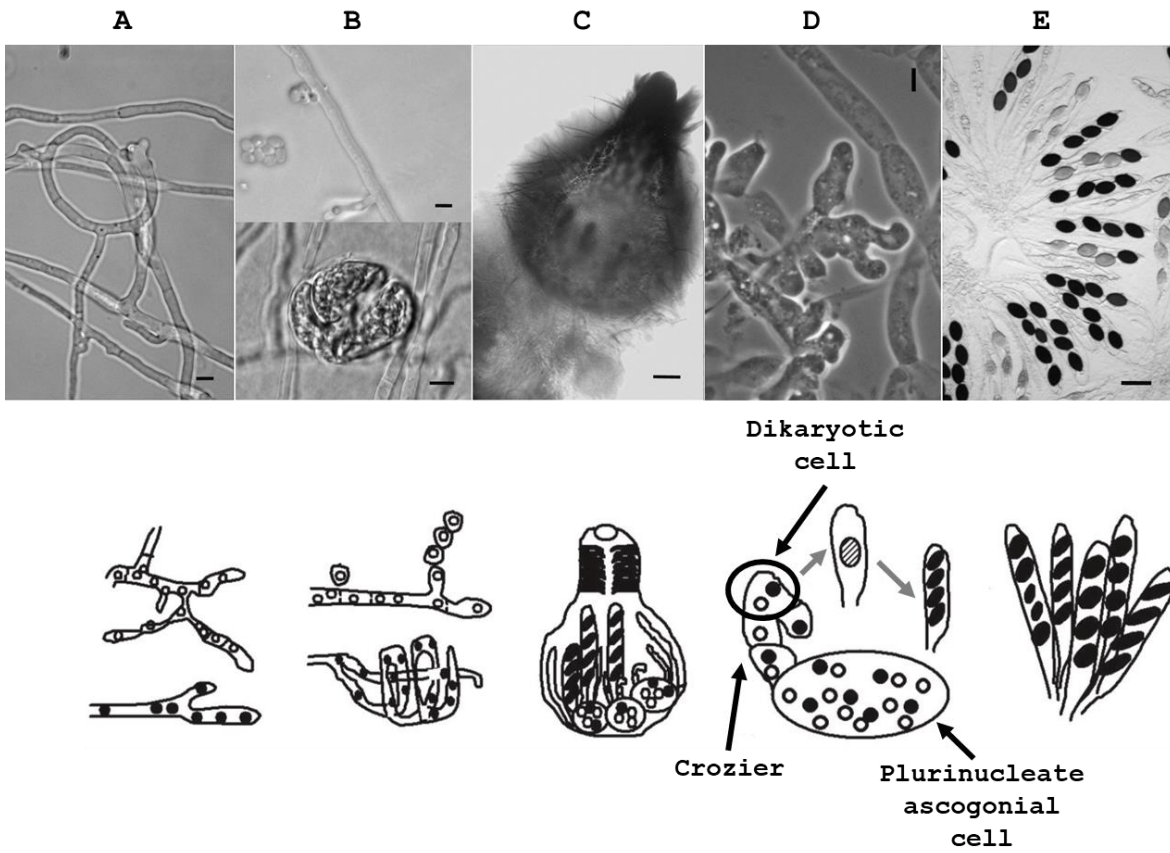 A B C D E
Dikaryotic
cell
Crozier
Plurinucleate
ascogonial
cell